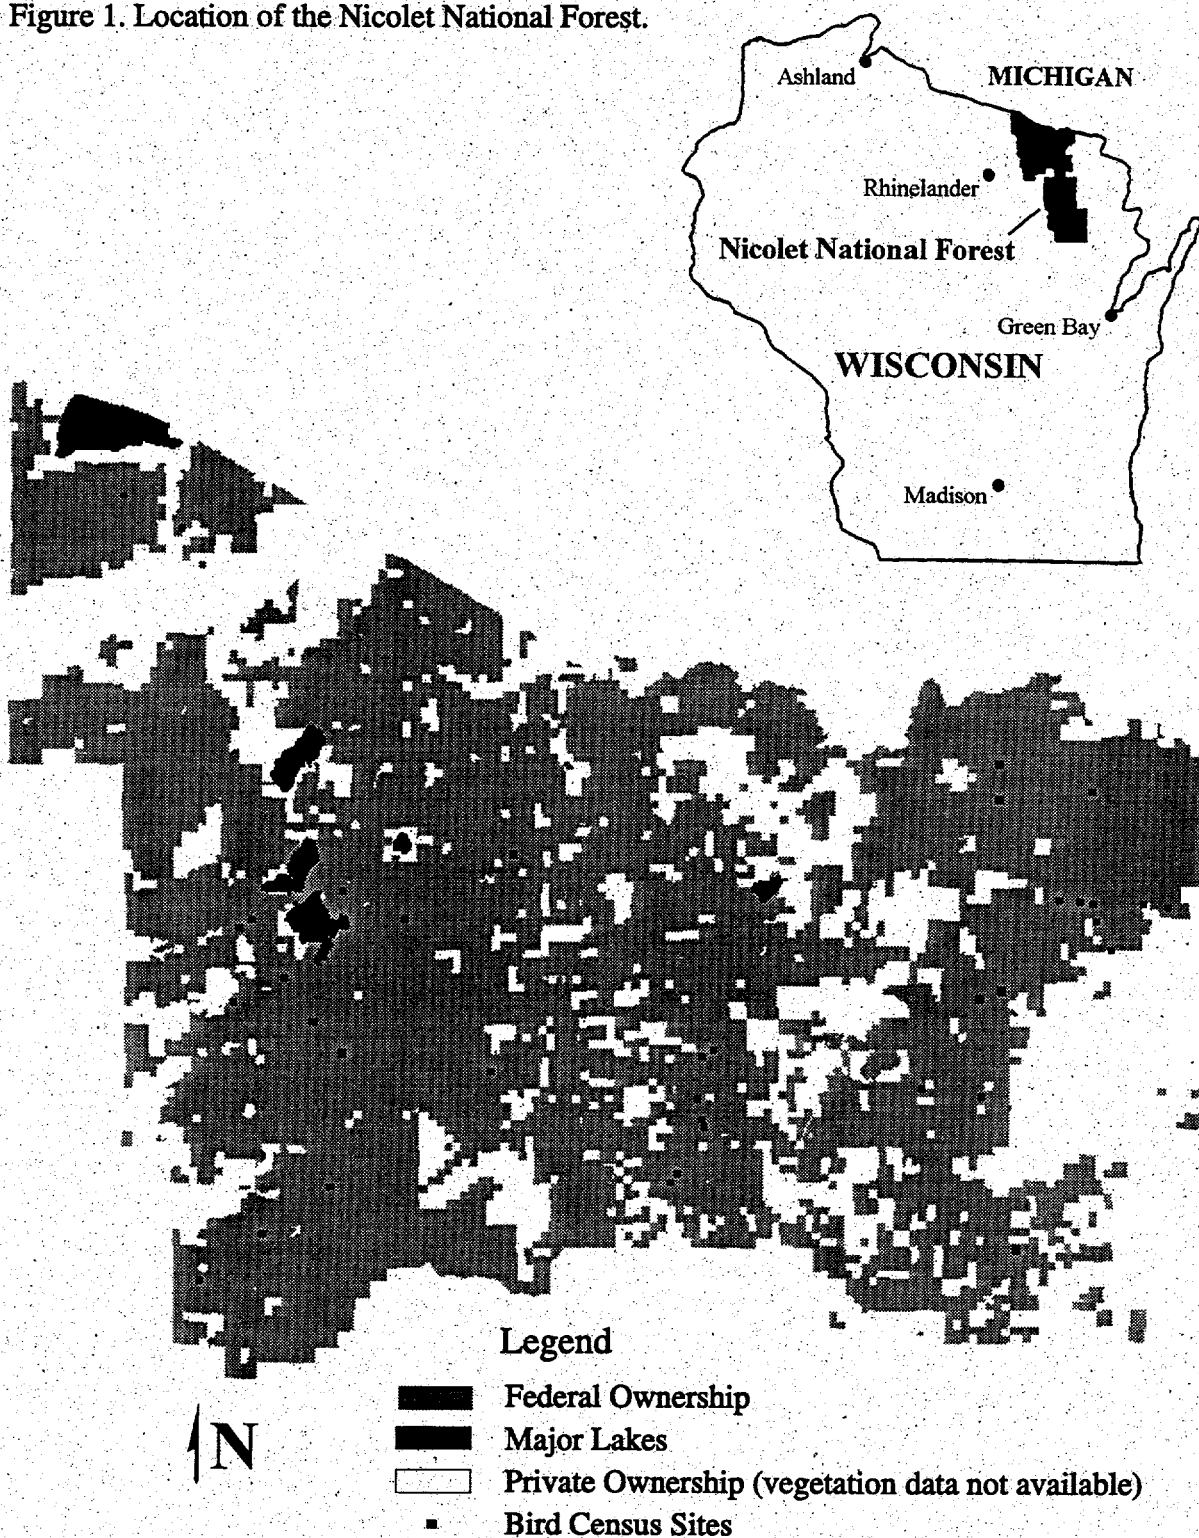 Figure 1. Location of the Nicolet National Forest.
Ashland
MICHIGAN
Rhinelander
Nicolet National Forest
Green Bay
WISCONSIN
Madison
Legend
Federal Ownership
Major Lakes
N
Private Ownership (vegetation data not available)
Bird Census Sites